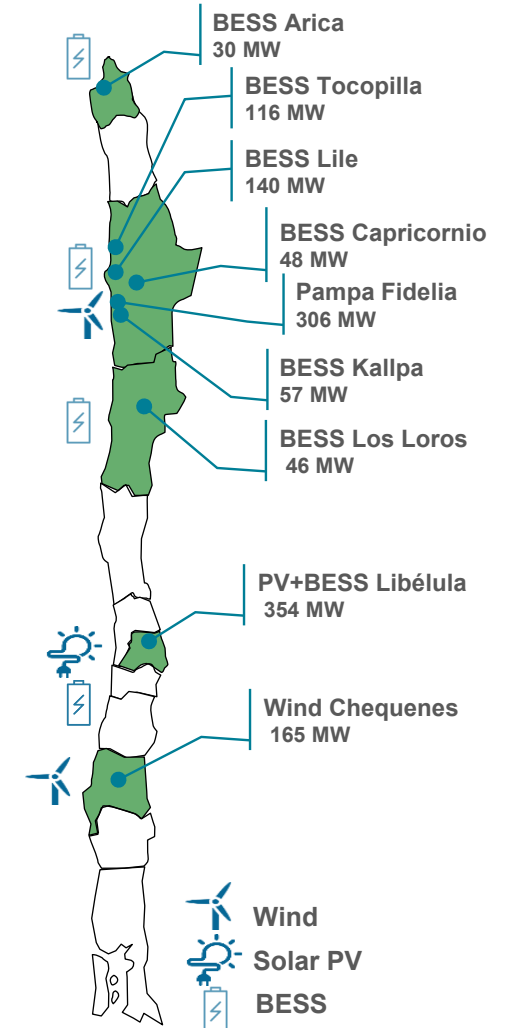 BESS Arica
30 MW
BESS Tocopilla
116 MW
BESS Lile
140 MW
BESS Capricornio
48 MW
Pampa Fidelia
306 MW
BESS Kallpa
57 MW
BESS Los Loros
46 MW
PV+BESS Libélula
354 MW
Wind Chequenes
165 MW
Wind
Solar PV
BESS